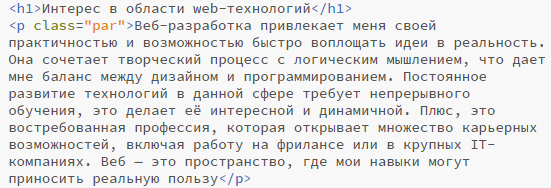 <h1>Интерес в области web-технологий</h1>
<p class="par">Веб-разработка привлекает меня своей
практичностью и возможностью быстро воплощать идеи в реальность.
Она сочетает творческий процесс с логическим мышлением, что дает
мне баланс между дизайном и программированием. Постоянное
развитие технологий в данной сфере требует непрерывного
обучения, это делает её интересной и динамичной. Плюс, это
востребованная профессия, которая открывает множество карьерных
возможностей, включая работу на фрилансе или в крупных IT-
компаниях. Веб – это пространство, где мои навыки могут
приносить реальную пользу</p>